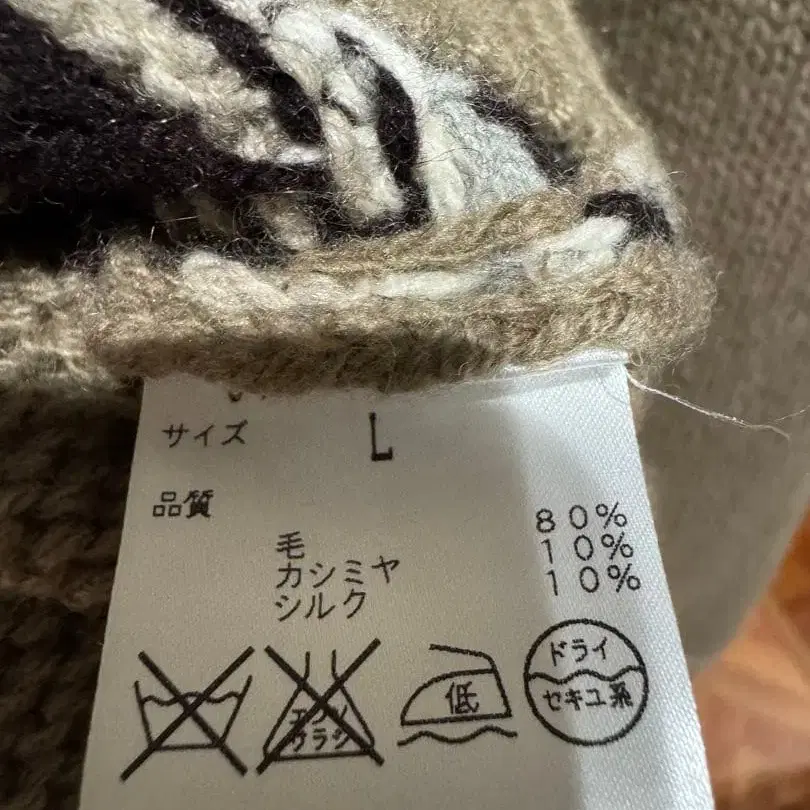 サイズ L
品質
毛 80%
カシミヤ 10%
シルク 10%
低
ドライ
セキユ系